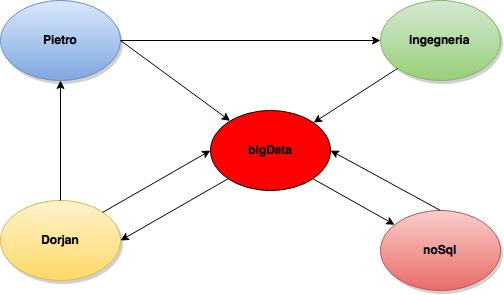 Pietro
Ingegneria
bigData
Dorjan
noSql